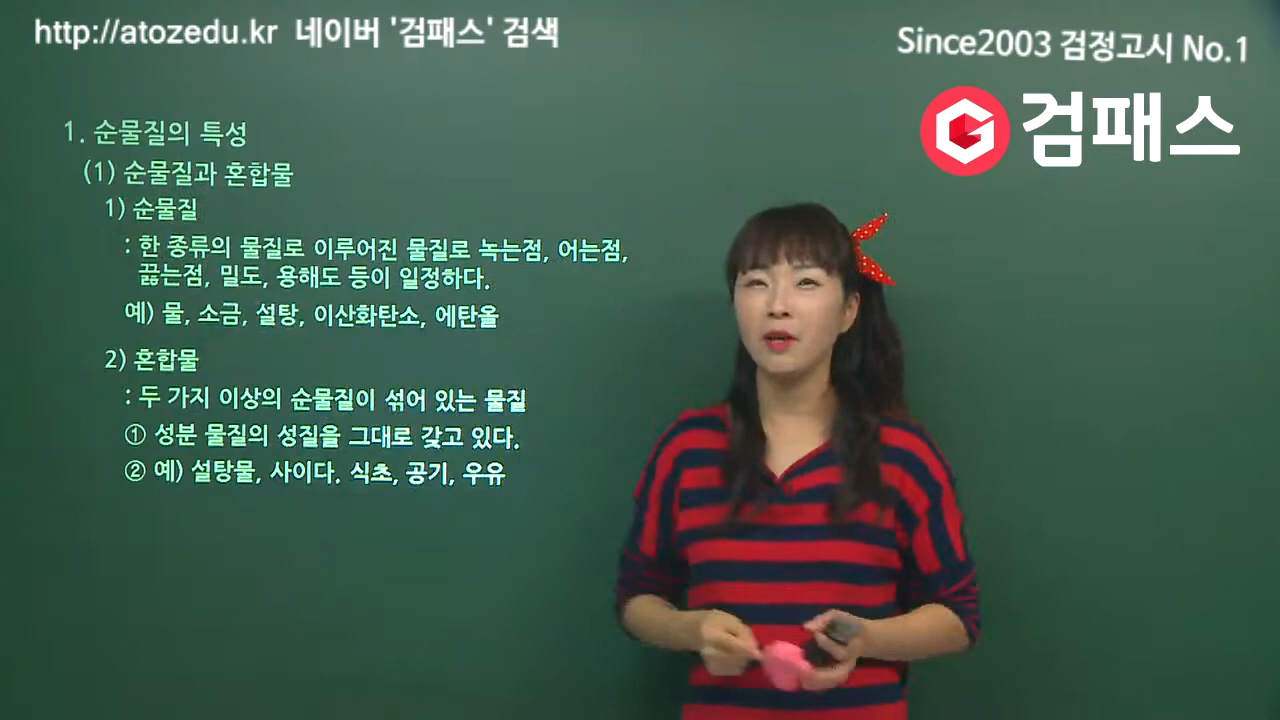 http://atozedu.kr 네이버 '검패스' 검색
Since2003 검정고시 No.1
검패스
1. 순물질의 특성
(1) 순물질과 혼합물
1) 순물질
: 한 종류의 물질로 이루어진 물질로 녹는점, 어는점,
끓는점, 밀도, 용해도 등이 일정하다.
예) 물, 소금, 설탕, 이산화탄소, 에탄올
2) 혼합물
: 두 가지 이상의 순물질이 섞어 있는 물질
① 성분 물질의 성질을 그대로 갖고 있다.
② 예) 설탕물, 사이다. 식초, 공기, 우유